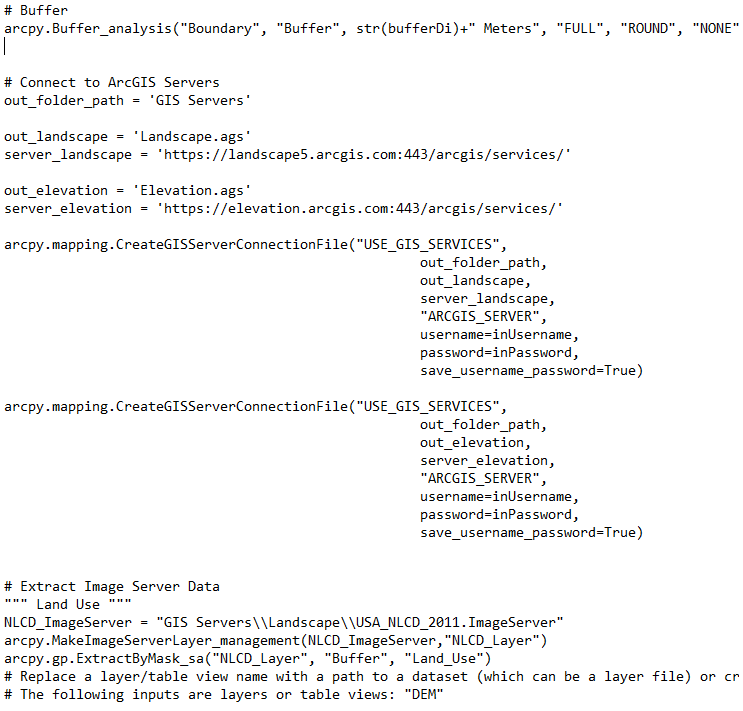 # Buffer
arcpy.Buffer_analysis("Boundary", "Buffer", str(bufferDi)+" Meters", "FULL", "ROUND", "NONE"
# Connect to ArcGIS Servers
out_folder_path = 'GIS Servers'
out_landscape = 'Landscape.ags'
server_landscape = 'https://landscape5.arcgis.com:443/arcgis/services/'
out_elevation = 'Elevation.ags'
server_elevation = 'https://elevation.arcgis.com:443/arcgis/services/'
arcpy.mapping.CreateGISServerConnectionFile("USE_GIS_SERVICES",
out_folder_path,
out_landscape,
server_landscape,
"ARCGIS_SERVER",
username=inUsername,
password=inPassword,
save_username_password=True)
arcpy.mapping.CreateGISServerConnectionFile("USE_GIS_SERVICES",
out_folder_path,
out_elevation,
server_elevation,
"ARCGIS_SERVER",
username=inUsername,
password=inPassword,
save_username_password=True)
# Extract Image Server Data
""" Land Use """
NLCD_ImageServer = "GIS Servers\\Landscape\\USA_NLCD_2011.ImageServer"
arcpy.MakeImageServerLayer_management(NLCD_ImageServer,"NLCD_Layer")
arcpy.gp.ExtractByMask_sa("NLCD_Layer", "Buffer", "Land_Use")
# Replace a layer/table view name with a path to a dataset (which can be a layer file) or cr
# The following inputs are layers or table views: "DEM"